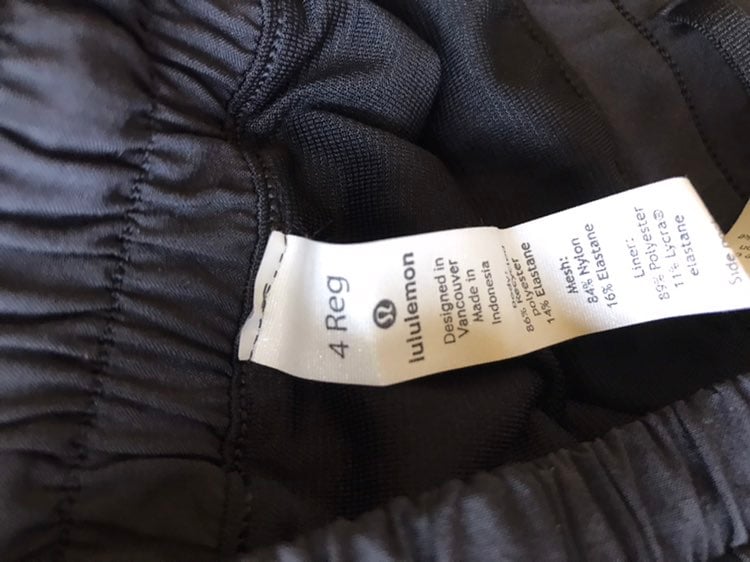 4 Reg
lululemon
Designed in
Vancouver
Made in
Indonesia
86% polyester
14% Elastane
Mesh:
84% Nylon
16% Elastane
Liner:
89% Polyester
11% Lycra®
elastane
Side